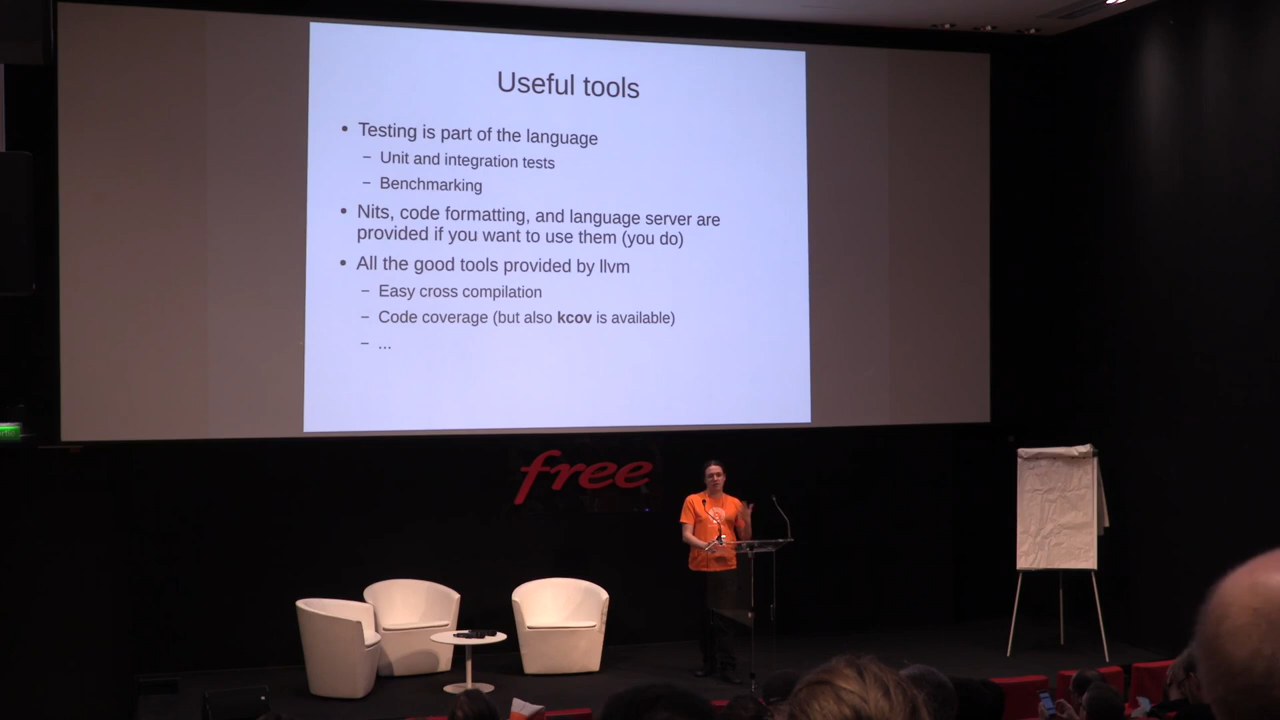 Useful tools
• Testing is part of the language
– Unit and integration tests
– Benchmarking
• Nits, code formatting, and language server are
provided if you want to use them (you do)
• All the good tools provided by llvm
– Easy cross compilation
– Code coverage (but also kcov is available)
– ...
free